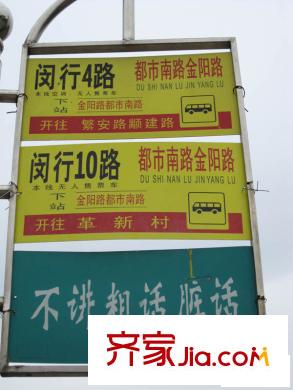 闵行4路 都市南路金阳路
本线空调 无人售票车 DU SHI NAN LU JIN YANG LU
下站 金阳路都市南路
开往 繁安路顺建路
闵行10路 都市南路金阳路
本线无人售票车 DU SHI NAN LU JIN YANG LU
下站 金阳路都市南路
开往 革新村
不讲粗话脏话
齐家Jia.com